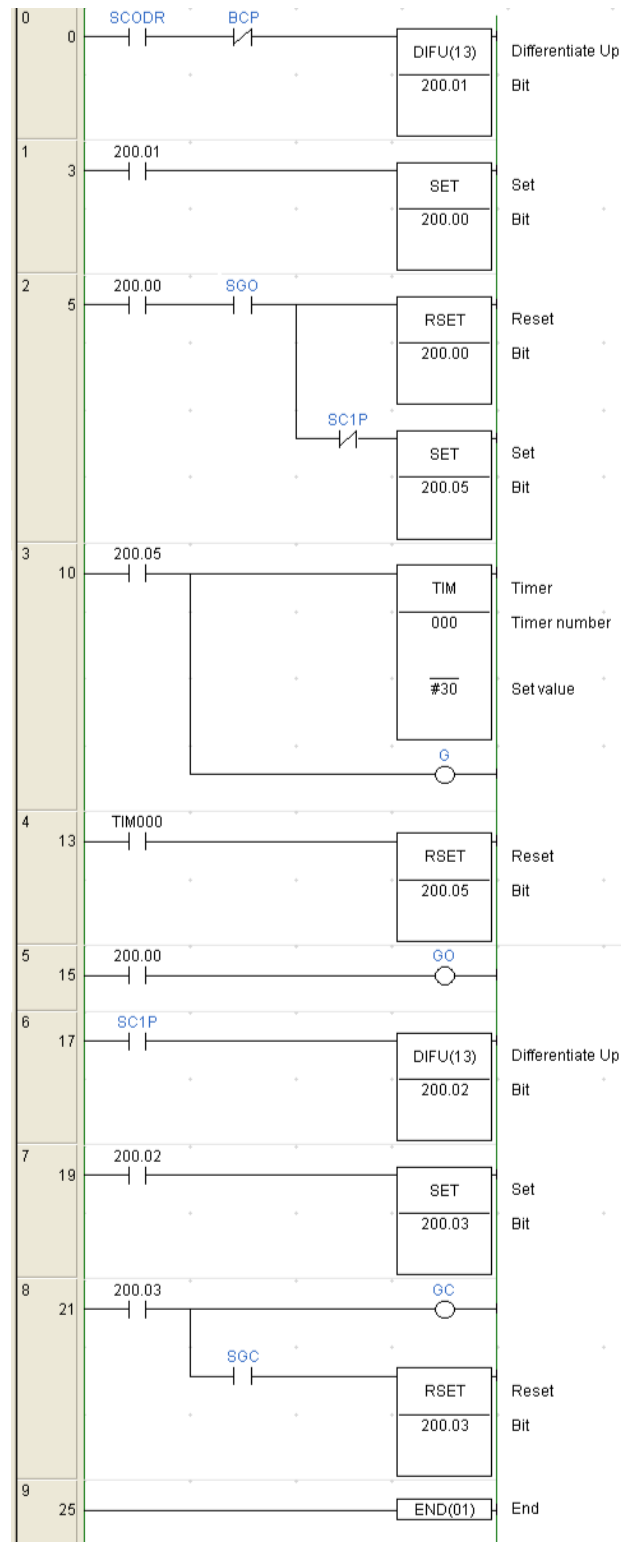 0 SCODR BCP
0 DIFU(13) Differentiate Up
200.01 Bit
1 200.01
3 SET Set
200.00 Bit
2 200.00 SGO
5 RSET Reset
200.00 Bit
SC1P
SET Set
200.05 Bit
3 200.05
10 TIM Timer
000 Timer number
#30 Set value
G
4 TIM000
13 RSET Reset
200.05 Bit
5 200.00 GO
15
6 SC1P
17 DIFU(13) Differentiate Up
200.02 Bit
7 200.02
19 SET Set
200.03 Bit
8 200.03 GC
21
SGC
RSET Reset
200.03 Bit
9
25 END(01) End